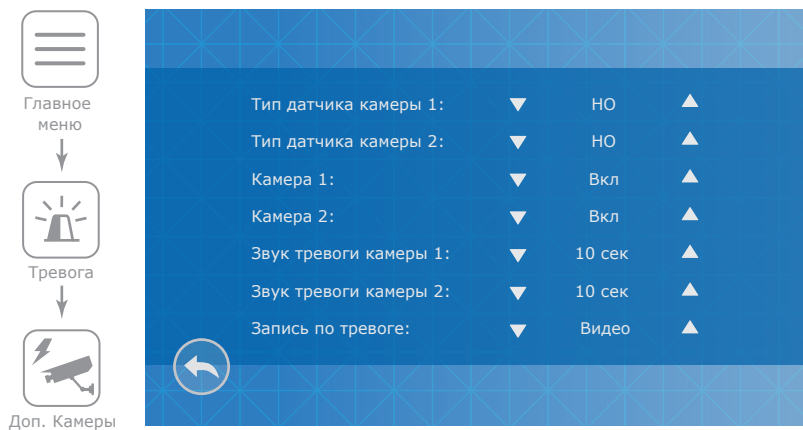 Главное
меню
Тревога
Доп. Камеры
Тип датчика камеры 1: НО
Тип датчика камеры 2: НО
Камера 1: Вкл
Камера 2: Вкл
Звук тревоги камеры 1: 10 сек
Звук тревоги камеры 2: 10 сек
Запись по тревоге: Видео